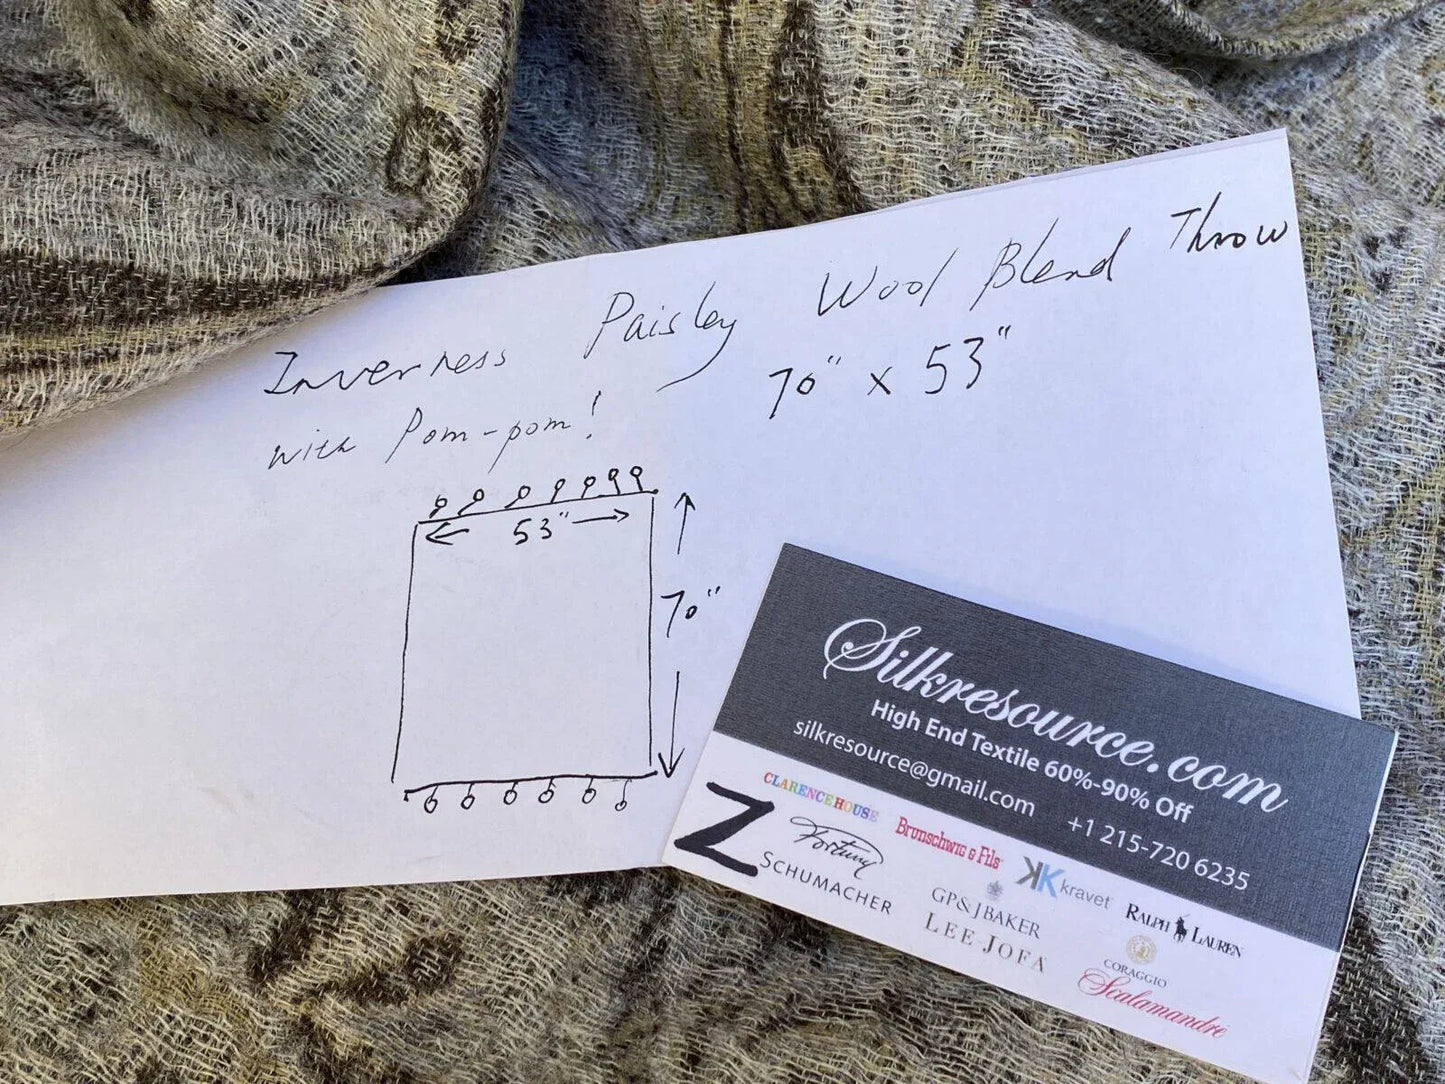 Inverness Paisley Wool Blend Throw
with Pom-pom!
70" x 53"
53"
70"
Silkresource.com
High End Textile 60%-90% Off
silkresource@gmail.com
+1 215-720 6235
Z
CLARENCE HOUSE
Brunschwig & Fils
Fortuny
SCHUMACHER
kravet
GP&J BAKER
LEE JOFA
RALPH LAUREN
CORAGGIO
Scalamandre